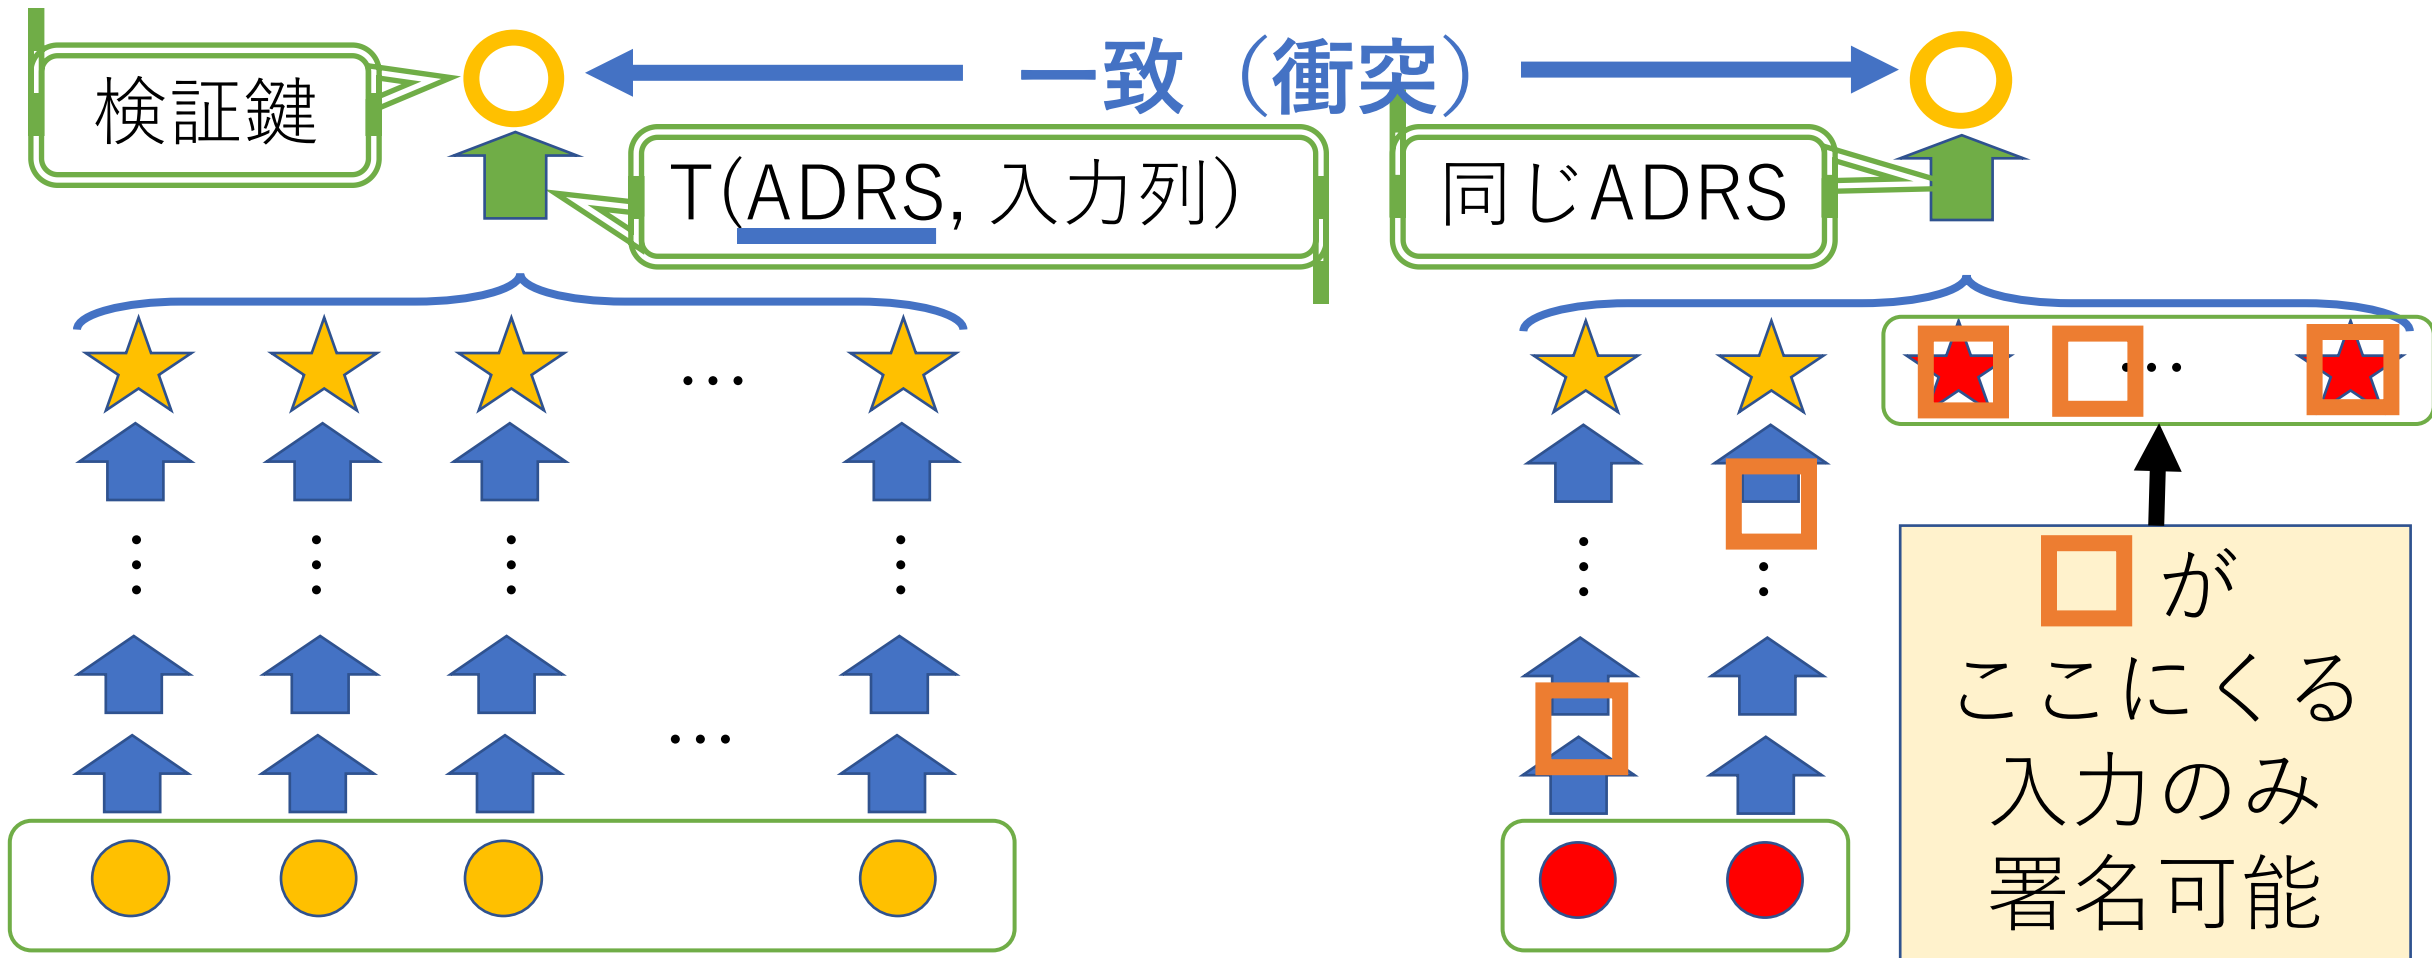 検証鍵
一致（衝突）
T(ADRS, 入力列)
同じADRS
…
…
…
が
ここにくる
入力のみ
署名可能